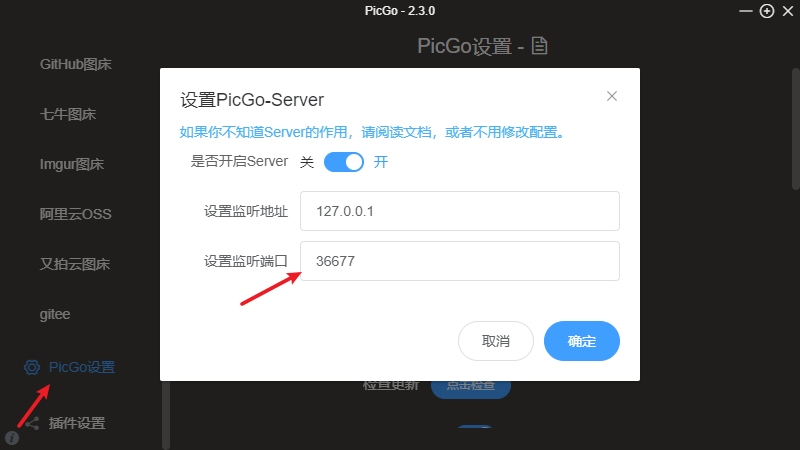 PicGo - 2.3.0
GitHub图床
七牛图床
Imgur图床
阿里云OSS
又拍云图床
gitee
PicGo设置
插件设置
PicGo设置 -
设置PicGo-Server
如果你不知道Server的作用，请阅读文档，或者不用修改配置。
是否开启Server 关 开
设置监听地址 127.0.0.1
设置监听端口 36677
取消 确定
检查更新 点击检查